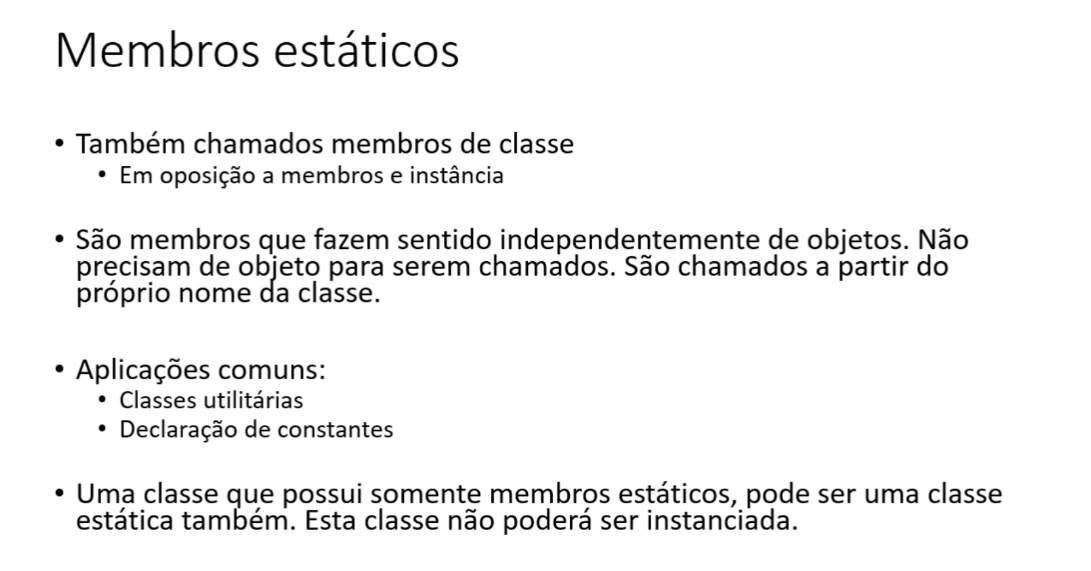 Membros estáticos
• Também chamados membros de classe
• Em oposição a membros e instância
• São membros que fazem sentido independentemente de objetos. Não
precisam de objeto para serem chamados. São chamados a partir do
próprio nome da classe.
• Aplicações comuns:
• Classes utilitárias
• Declaração de constantes
• Uma classe que possui somente membros estáticos, pode ser uma classe
estática também. Esta classe não poderá ser instanciada.